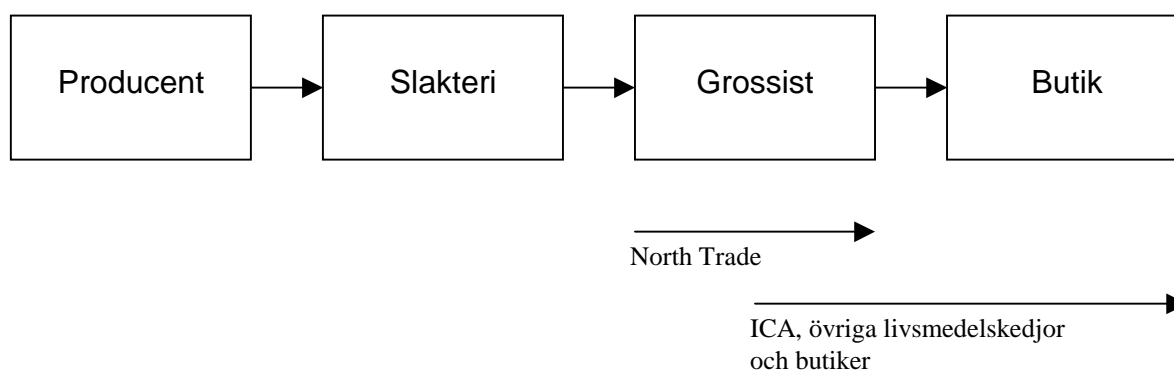 Producent
Slakteri
Grossist
Butik
North Trade
ICA, övriga livsmedelskedjor
och butiker